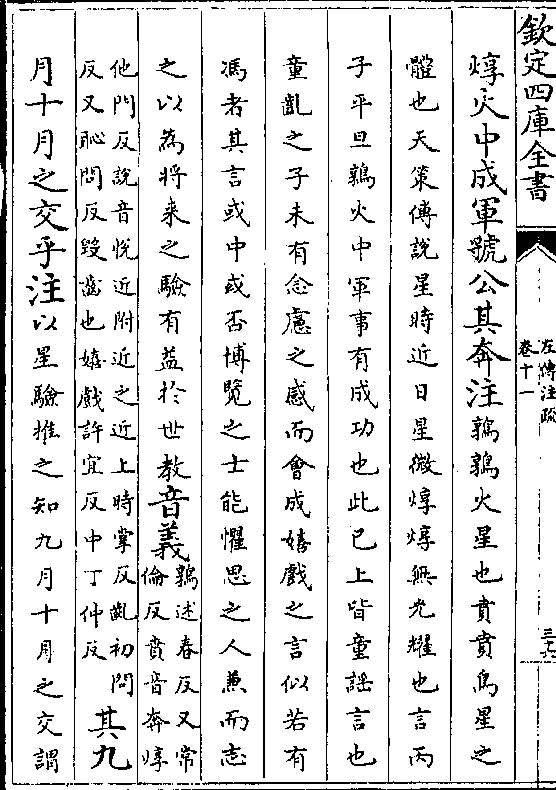 欽定四庫全書
左傳注疏
卷十一
三六
焞火中成軍虢公其奔注鶉鶉火星也賁賁鳥星之
體也天策傅說星時近日星微焞焞無光耀也言丙
子平旦鶉火中軍事有成功也此已上皆童謠言也
童齓之子未有念慮之感而會成嬉戲之言似若有
馮者其言或中或否博覽之士能懼思之人兼而志
之以為將來之驗有益於世教音義鶉述春反又常
倫反賁音奔焞
他門反說音悅近附近之近上時掌反齓初問
反又恥問反毀齒也嬉戲許宜反中丁仲反
其九
月十月之交乎注以星驗推之知九月十月之交謂